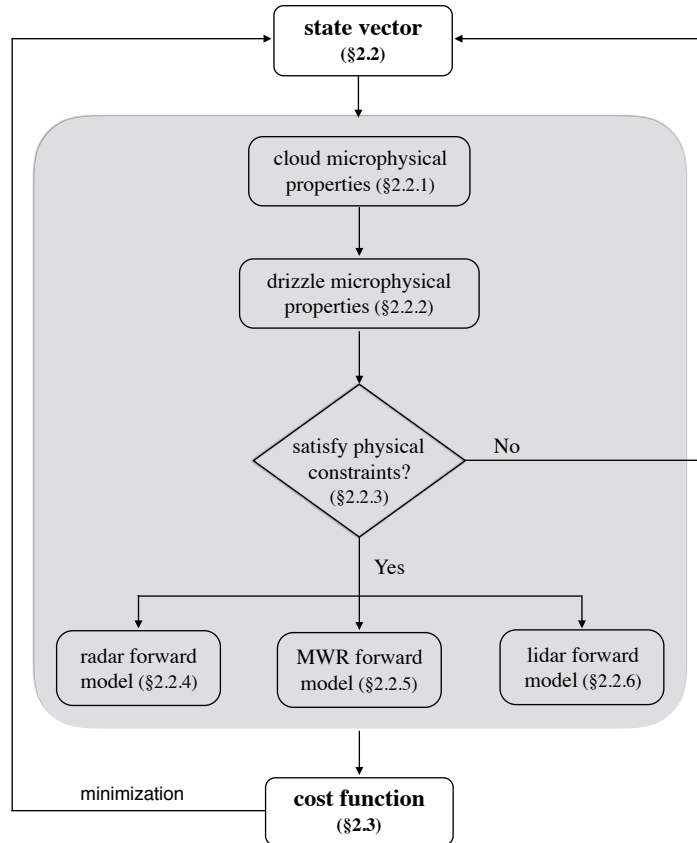 state vector
(§2.2)
cloud microphysical
properties (§2.2.1)
drizzle microphysical
properties (§2.2.2)
satisfy physical
constraints?
(§2.2.3)
No
Yes
radar forward
model (§2.2.4)
MWR forward
model (§2.2.5)
lidar forward
model (§2.2.6)
minimization
cost function
(§2.3)